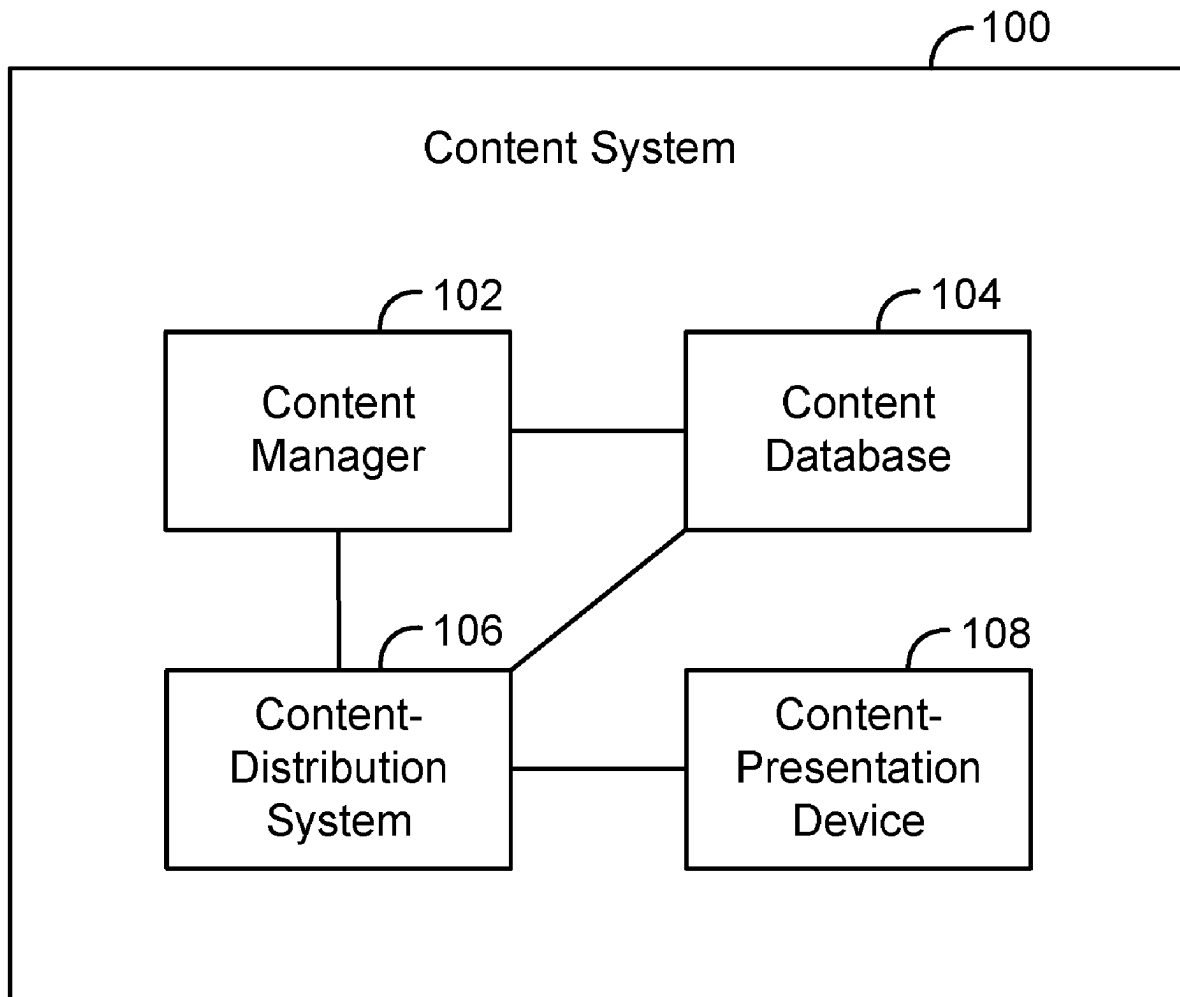 100
Content System
102
104
Content
Manager
Content
Database
106
108
Content-
Distribution
System
Content-
Presentation
Device